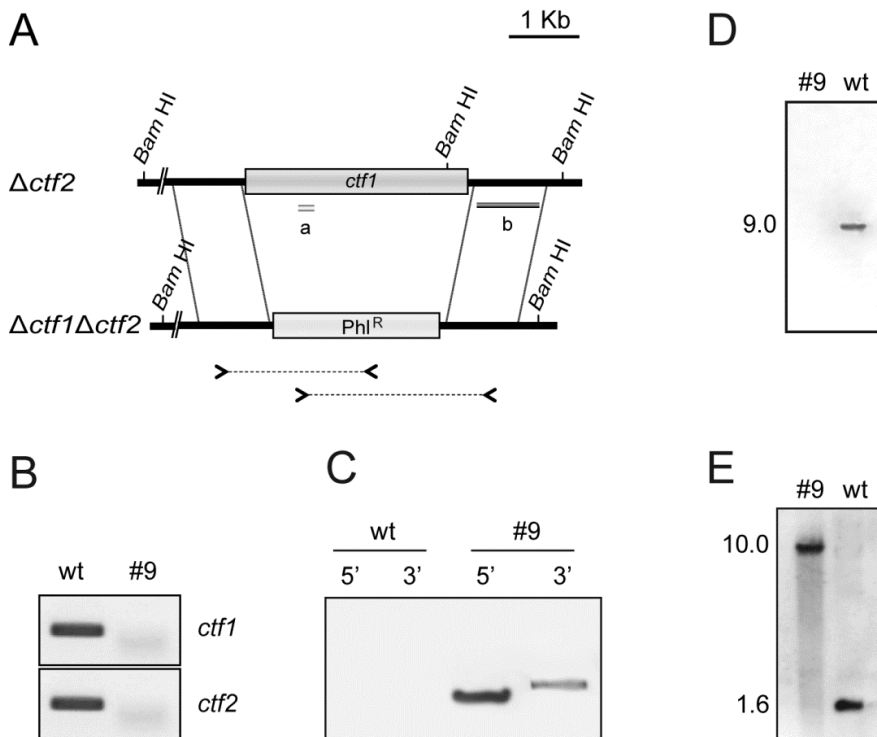 A
1 Kb
Bam HI
Bam HI
Bam HI
Δctf2
ctf1
a
b
Bam HI
Bam HI
Δctf1Δctf2
Phl^R
B
wt #9
ctf1
ctf2
C
wt #9
5’ 3’ 5’ 3’
D
#9 wt
9.0
E
#9 wt
10.0
1.6